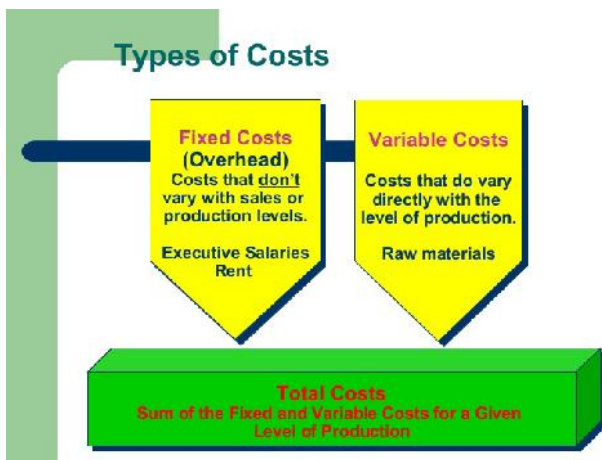 Types of Costs
Fixed Costs
(Overhead)
Costs that don't
vary with sales or
production levels.
Executive Salaries
Rent
Variable Costs
Costs that do vary
directly with the
level of production.
Raw materials
Total Costs
Sum of the Fixed and Variable Costs for a Given
Level of Production